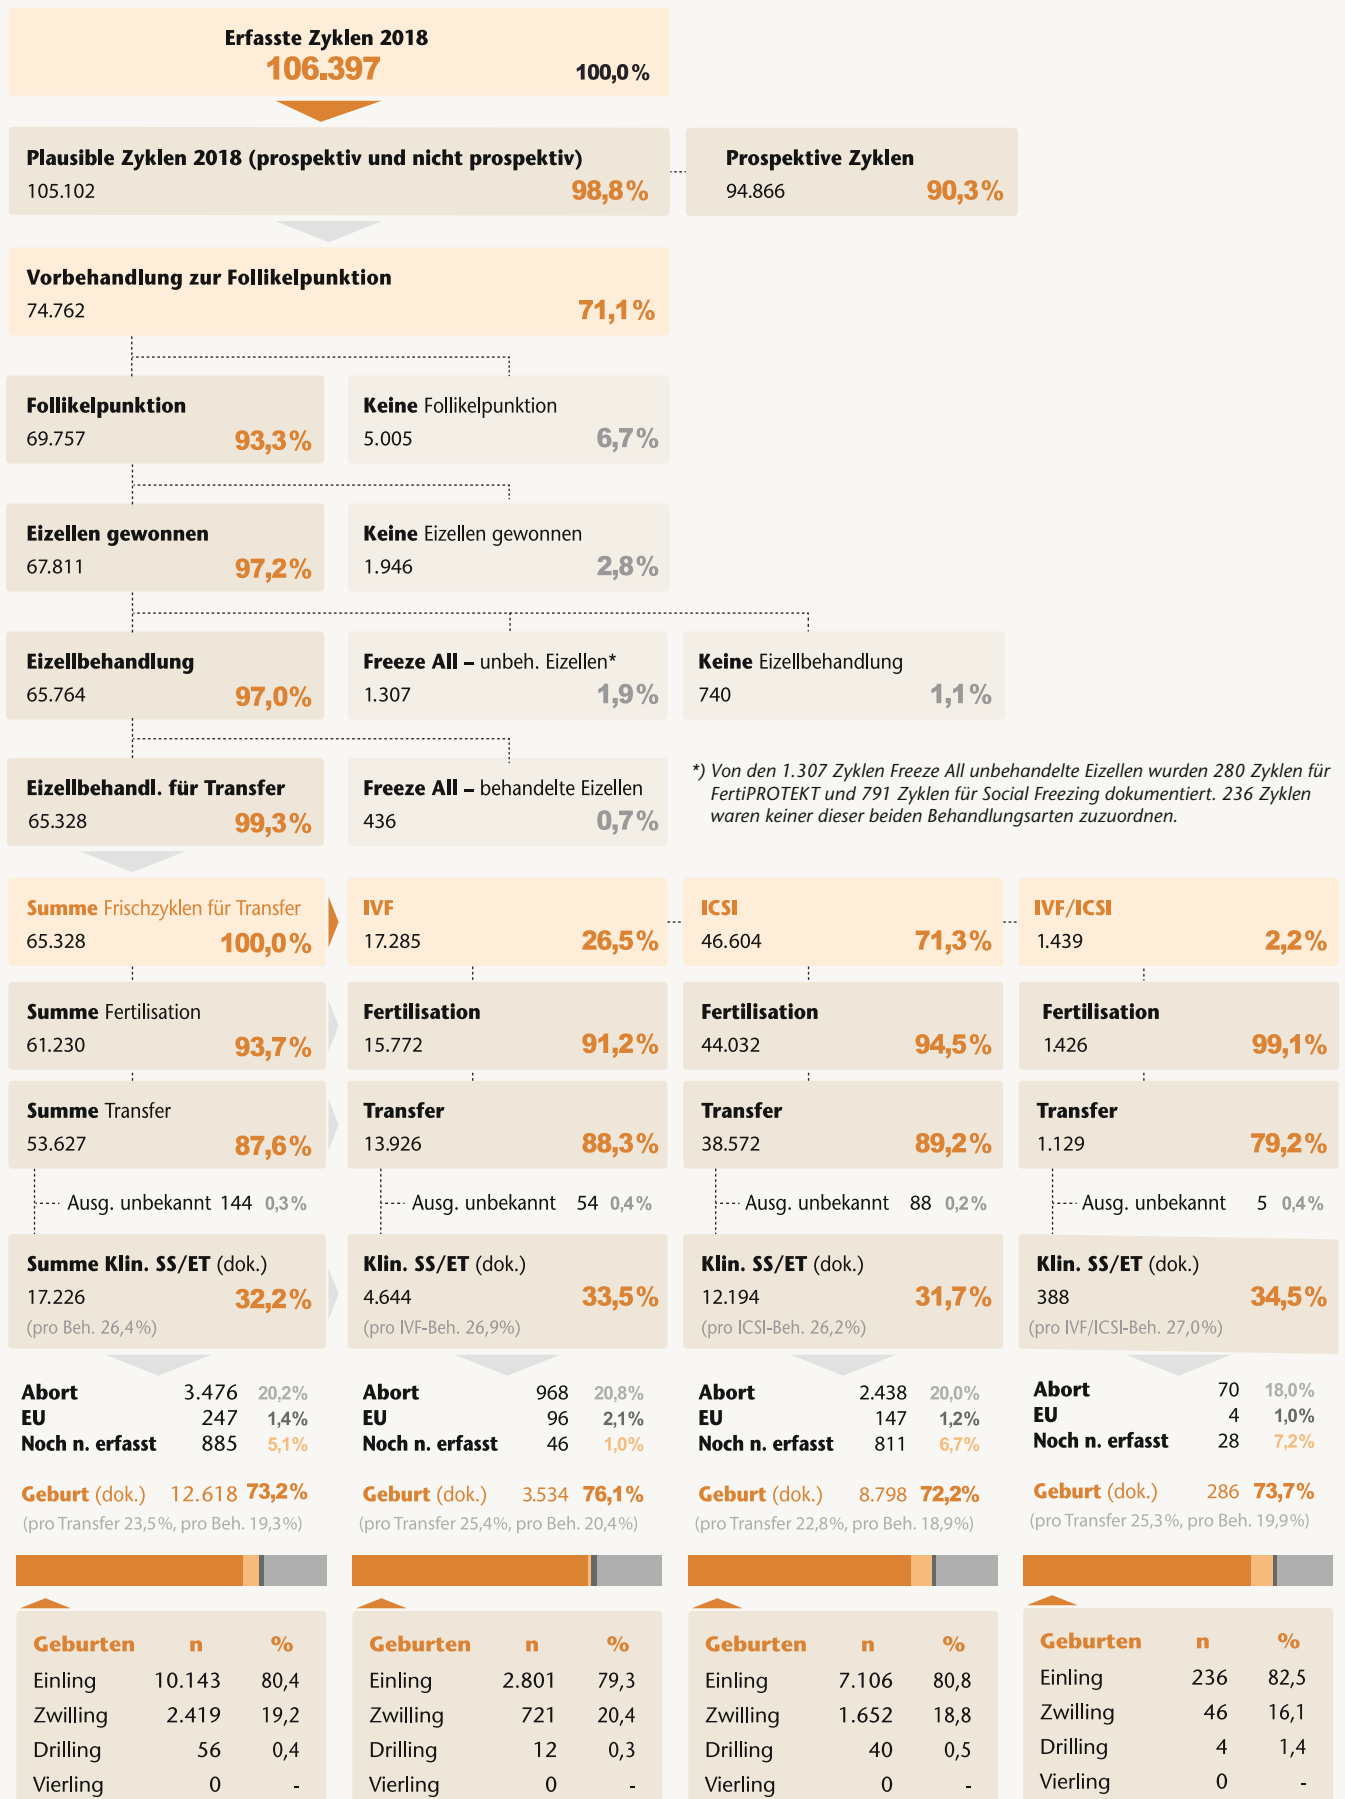 Erfasste Zyklen 2018
106.397 100,0%
Plausible Zyklen 2018 (prospektiv und nicht prospektiv)
105.102 98,8%
Prospektive Zyklen
94.866 90,3%
Vorbehandlung zur Follikelpunktion
74.762 71,1%
Follikelpunktion
69.757 93,3%
Keine Follikelpunktion
5.005 6,7%
Eizellen gewonnen
67.811 97,2%
Keine Eizellen gewonnen
1.946 2,8%
Eizellbehandlung
65.764 97,0%
Freeze All – unbeh. Eizellen*
1.307 1,9%
Keine Eizellbehandlung
740 1,1%
Eizellbehandl. für Transfer
65.328 99,3%
Freeze All – behandelte Eizellen
436 0,7%
*) Von den 1.307 Zyklen Freeze All unbehandelte Eizellen wurden 280 Zyklen für
FertiPROTEKT und 791 Zyklen für Social Freezing dokumentiert. 236 Zyklen
waren keiner dieser beiden Behandlungsarten zuzuordnen.
Summe Frischzyklen für Transfer
65.328 100,0%
IVF
17.285 26,5%
ICSI
46.604 71,3%
IVF/ICSI
1.439 2,2%
Summe Fertilisation
61.230 93,7%
Fertilisation
15.772 91,2%
Fertilisation
44.032 94,5%
Fertilisation
1.426 99,1%
Summe Transfer
53.627 87,6%
Transfer
13.926 88,3%
Transfer
38.572 89,2%
Transfer
1.129 79,2%
Ausg. unbekannt 144 0,3%
Ausg. unbekannt 54 0,4%
Ausg. unbekannt 88 0,2%
Ausg. unbekannt 5 0,4%
Summe Klin. SS/ET (dok.)
17.226 32,2%
(pro Beh. 26,4%)
Klin. SS/ET (dok.)
4.644 33,5%
(pro IVF-Beh. 26,9%)
Klin. SS/ET (dok.)
12.194 31,7%
(pro ICSI-Beh. 26,2%)
Klin. SS/ET (dok.)
388 34,5%
(pro IVF/ICSI-Beh. 27,0%)
Abort 3.476 20,2%
EU 247 1,4%
Noch n. erfasst 885 5,1%
Geburt (dok.) 12.618 73,2%
(pro Transfer 23,5%, pro Beh. 19,3%)
Abort 968 20,8%
EU 96 2,1%
Noch n. erfasst 46 1,0%
Geburt (dok.) 3.534 76,1%
(pro Transfer 25,4%, pro Beh. 20,4%)
Abort 2.438 20,0%
EU 147 1,2%
Noch n. erfasst 811 6,7%
Geburt (dok.) 8.798 72,2%
(pro Transfer 22,8%, pro Beh. 18,9%)
Abort 70 18,0%
EU 4 1,0%
Noch n. erfasst 28 7,2%
Geburt (dok.) 286 73,7%
(pro Transfer 25,3%, pro Beh. 19,9%)
Geburten n %
Einling 10.143 80,4
Zwilling 2.419 19,2
Drilling 56 0,4
Vierling 0 -
Geburten n %
Einling 2.801 79,3
Zwilling 721 20,4
Drilling 12 0,3
Vierling 0 -
Geburten n %
Einling 7.106 80,8
Zwilling 1.652 18,8
Drilling 40 0,5
Vierling 0 -
Geburten n %
Einling 236 82,5
Zwilling 46 16,1
Drilling 4 1,4
Vierling 0 -